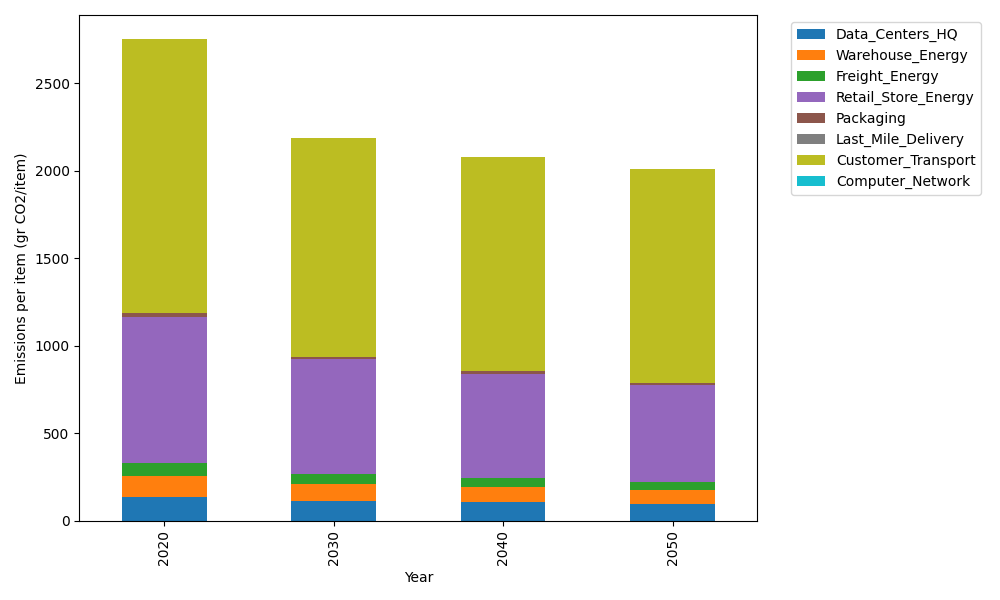 Emissions per item (gr CO2/item)
2500
2000
1500
1000
500
0
2020
2030
2040
2050
Year
Data_Centers_HQ
Warehouse_Energy
Freight_Energy
Retail_Store_Energy
Packaging
Last_Mile_Delivery
Customer_Transport
Computer_Network